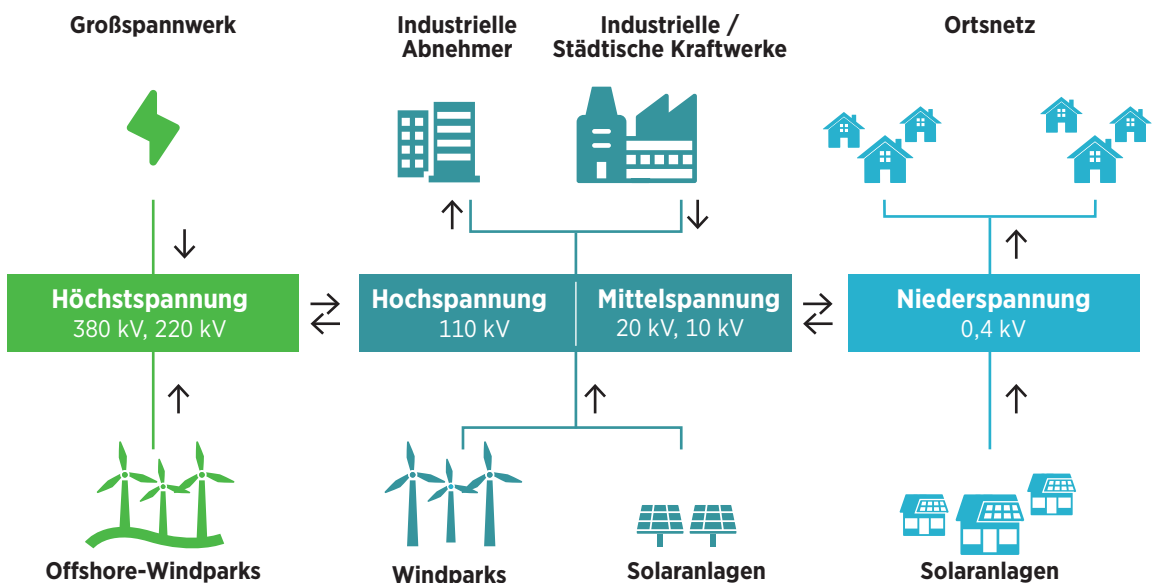 Großspannwerk
Industrielle
Abnehmer
Industrielle /
Städtische Kraftwerke
Ortsnetz
Höchstspannung
380 kV, 220 kV
Hochspannung
110 kV
Mittelspannung
20 kV, 10 kV
Niederspannung
0,4 kV
Offshore-Windparks
Windparks
Solaranlagen
Solaranlagen